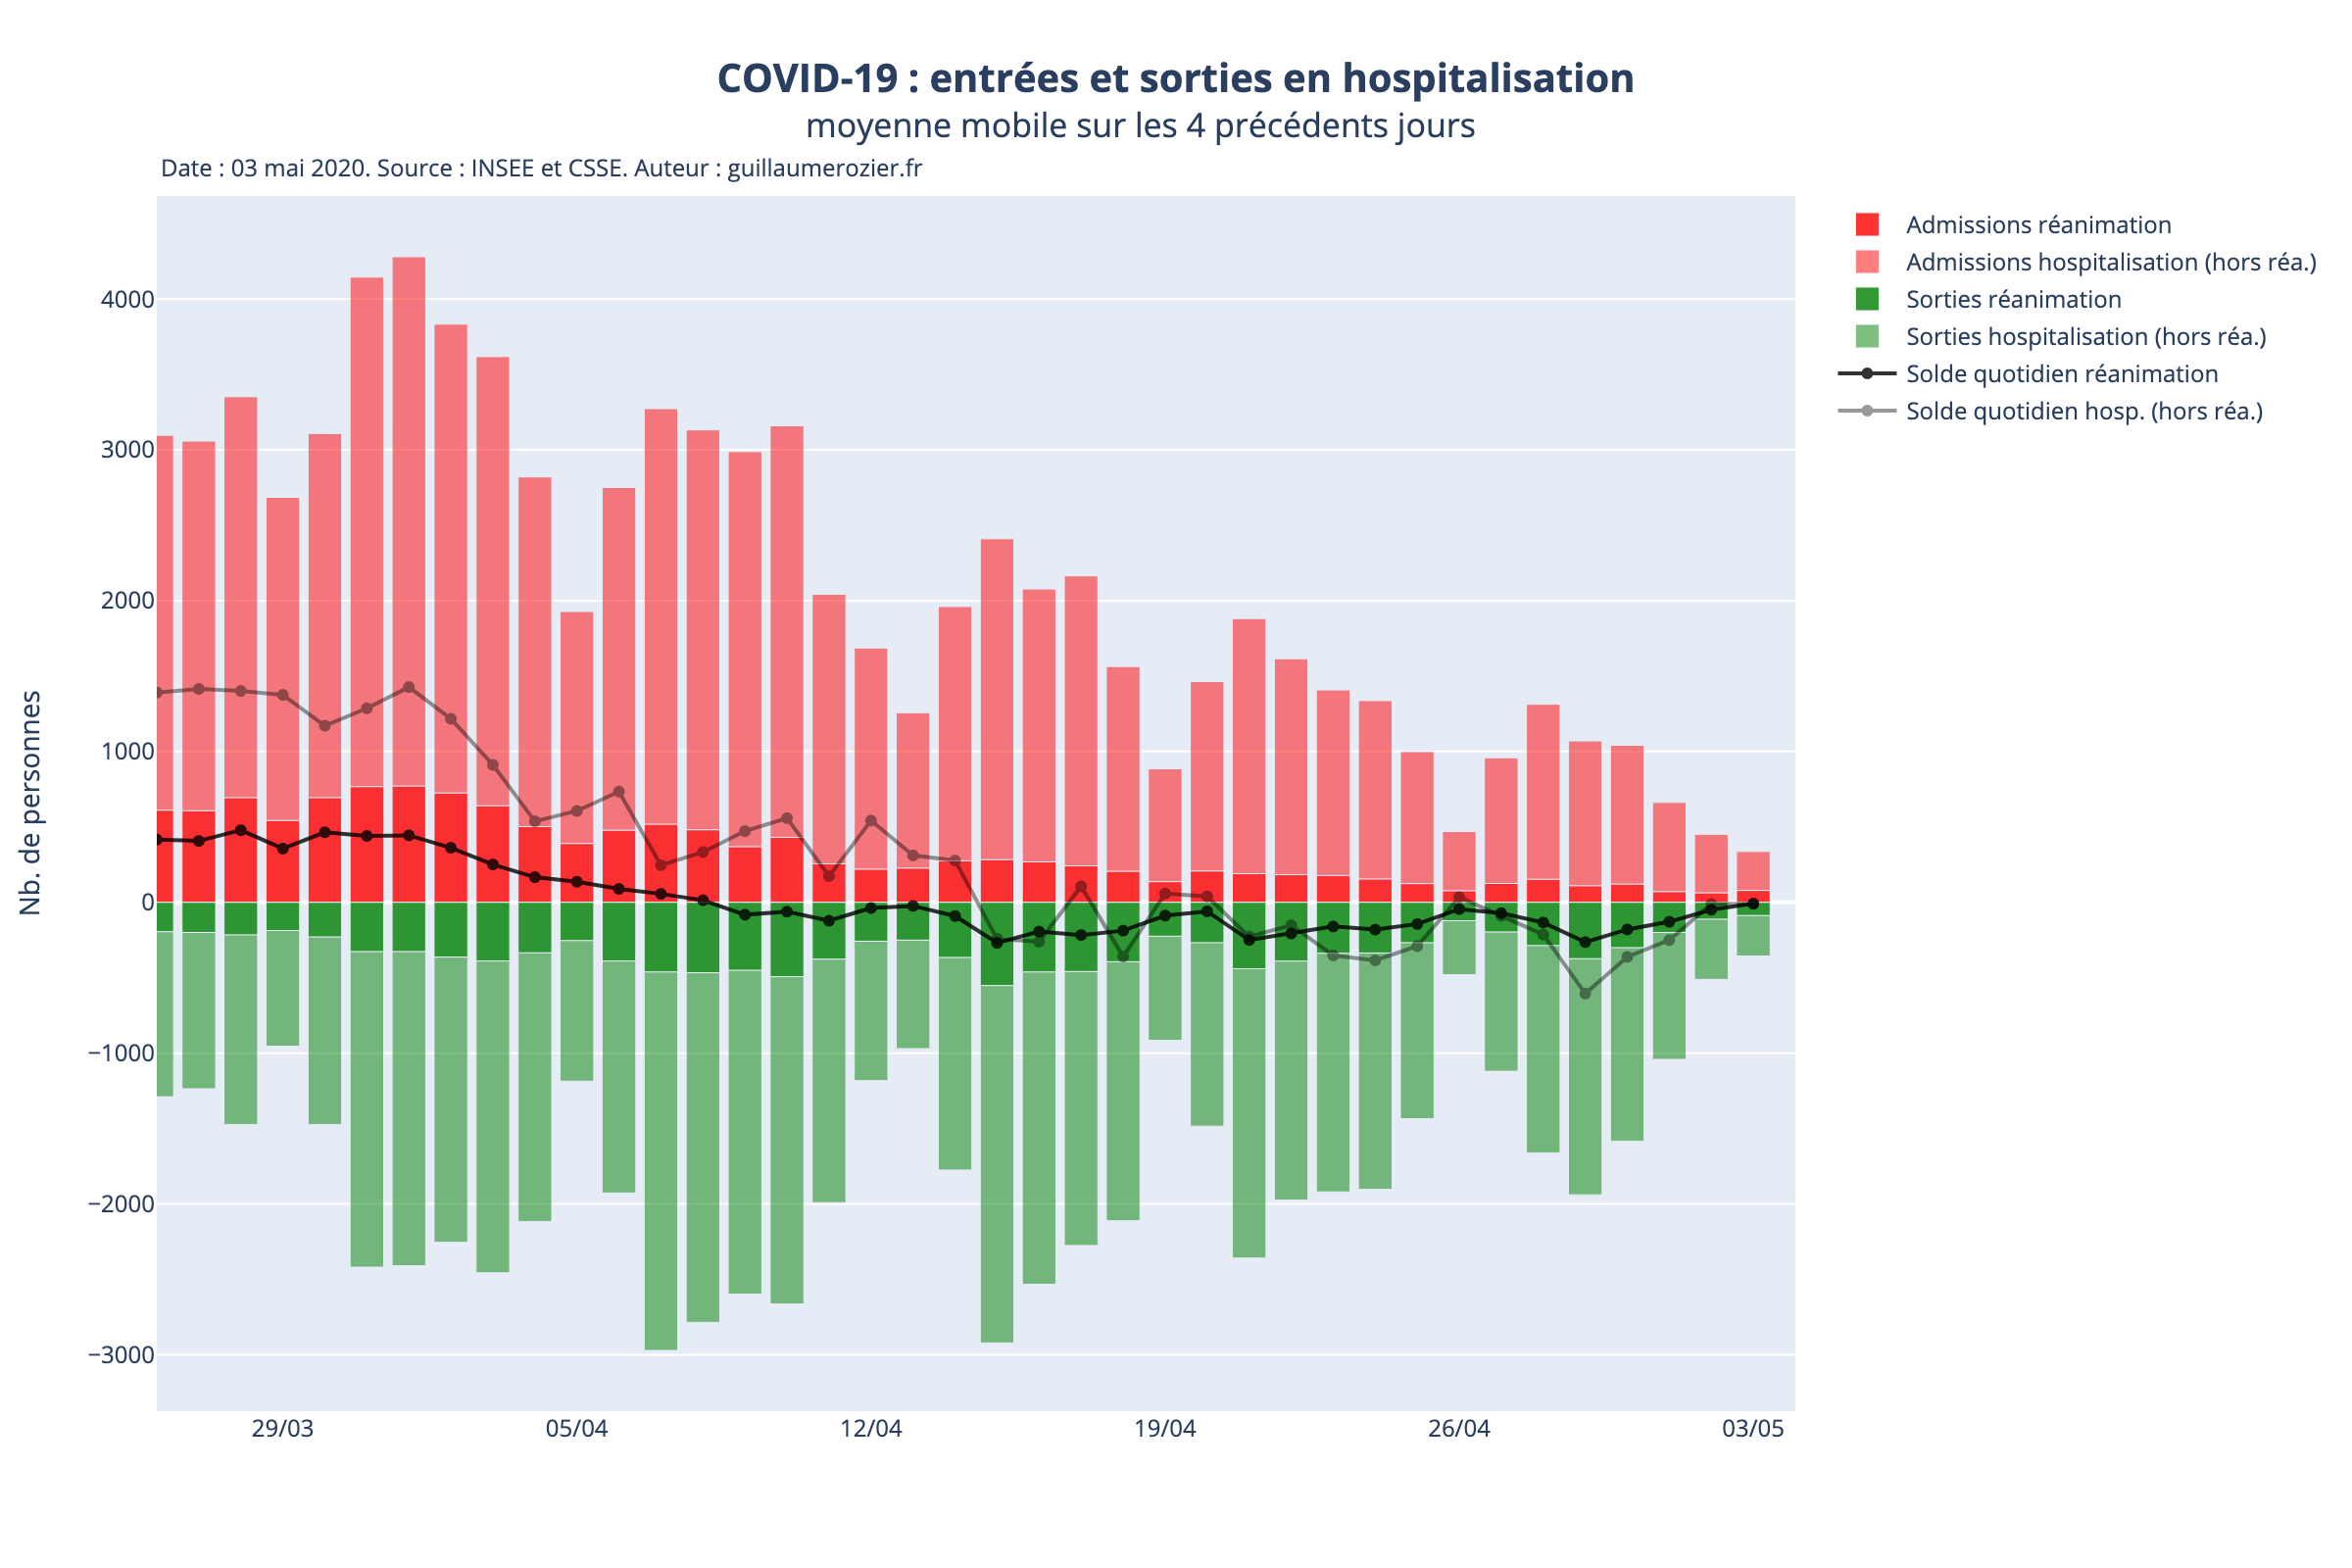 COVID-19 : entrées et sorties en hospitalisation
moyenne mobile sur les 4 précédents jours
Date : 03 mai 2020. Source : INSEE et CSSE. Auteur : guillaumerozier.fr
Admissions réanimation
Admissions hospitalisation (hors réa.)
Sorties réanimation
Sorties hospitalisation (hors réa.)
Solde quotidien réanimation
Solde quotidien hosp. (hors réa.)
Nb. de personnes
4000
3000
2000
1000
0
−1000
−2000
−3000
29/03 05/04 12/04 19/04 26/04 03/05